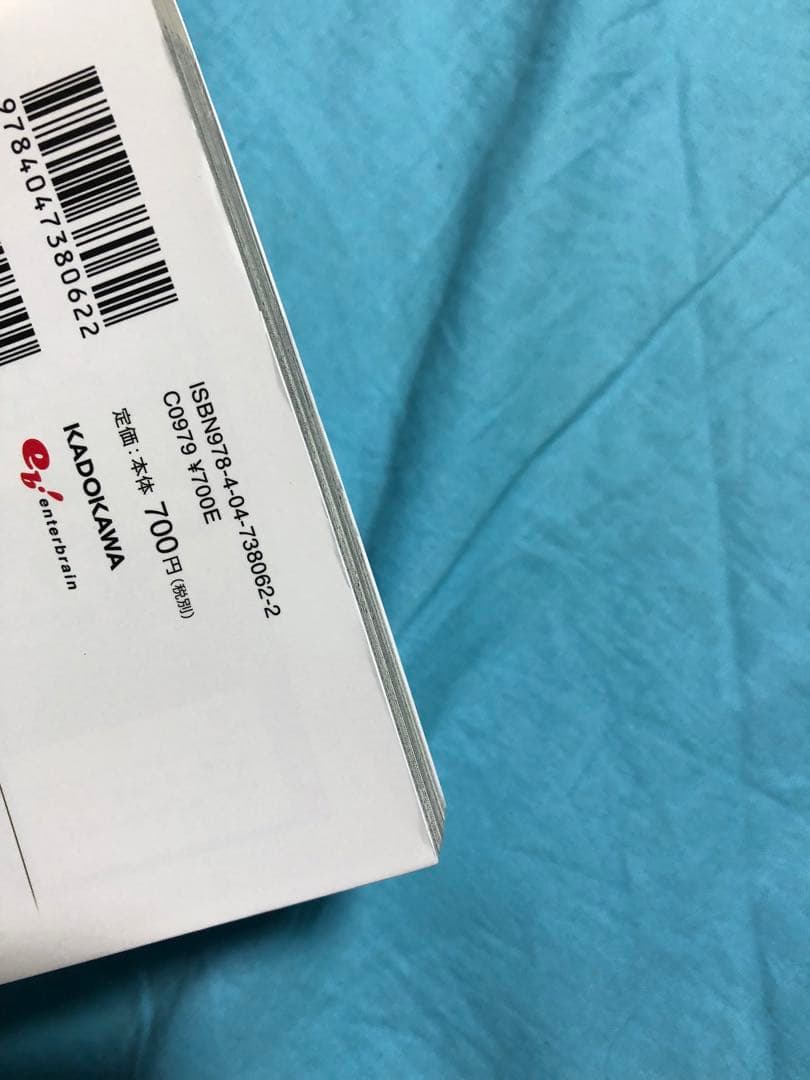 9784047380622
ISBN978-4-04-738062-2
C0979 ¥700E
定価:本体 700円(税別)
KADOKAWA
eb!
enterbrain